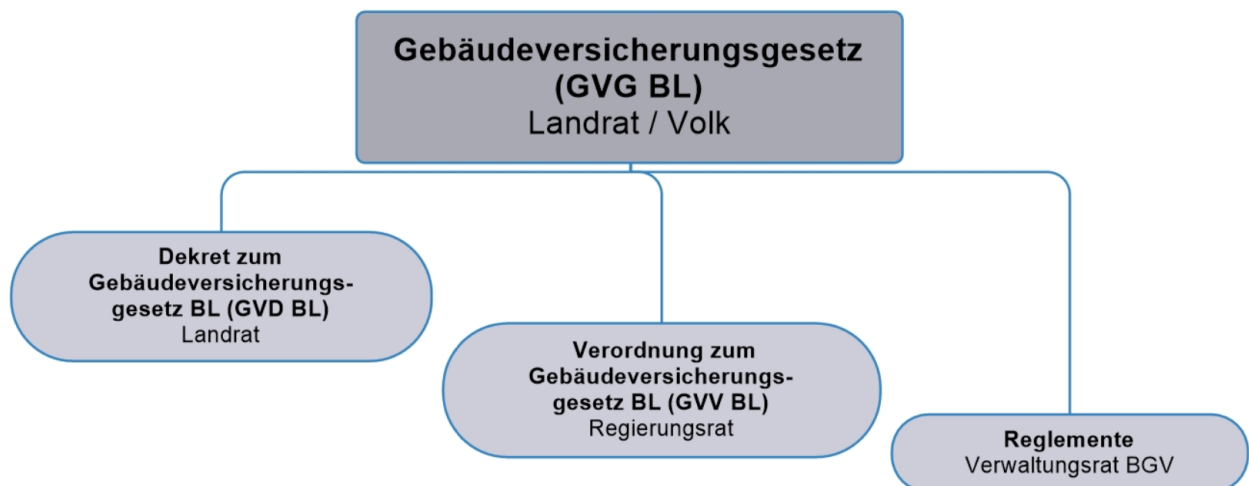 Gebäudeversicherungsgesetz
(GVG BL)
Landrat / Volk
Dekret zum
Gebäudeversicherungs-
gesetz BL (GVD BL)
Landrat
Verordnung zum
Gebäudeversicherungs-
gesetz BL (GVV BL)
Regierungsrat
Reglemente
Verwaltungsrat BGV